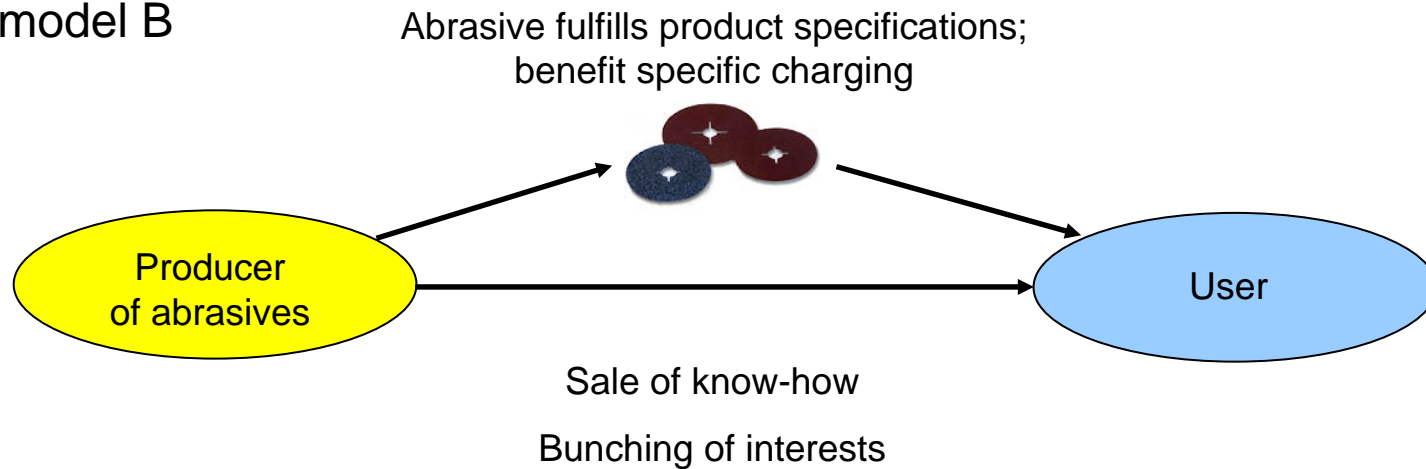 model B
Abrasive fulfills product specifications;
benefit specific charging
Producer
of abrasives
User
Sale of know-how
Bunching of interests